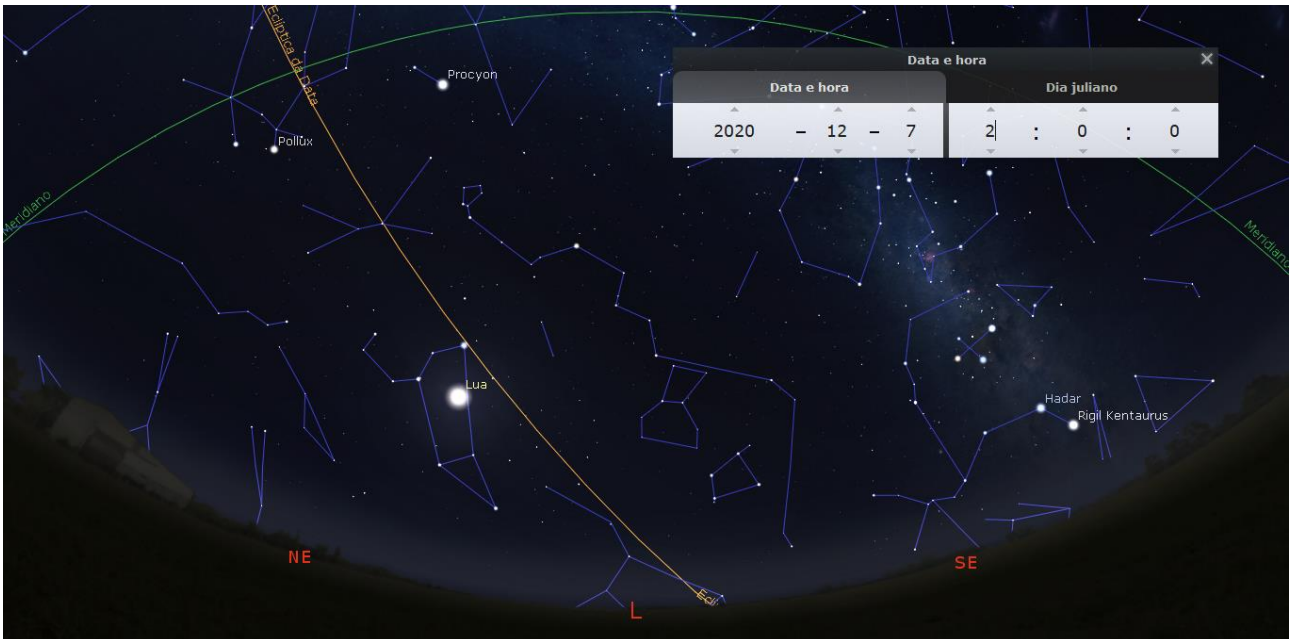 Eclíptica da Data
Data e hora
Data e hora
Dia juliano
2020 - 12 - 7
2 : 0 : 0
Procyon
Pollux
Meridiano
Meridiano
Lua
Hadar
Rigil Kentaurus
NE
SE
Eclí
L